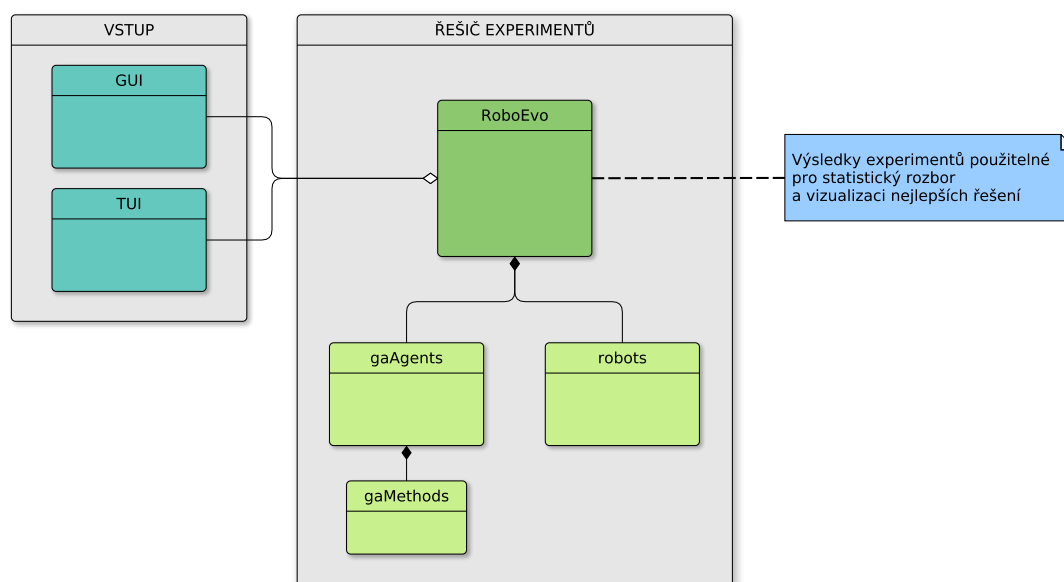 VSTUP
GUI
TUI
ŘEŠIČ EXPERIMENTŮ
RoboEvo
gaAgents
robots
gaMethods
Výsledky experimentů použitelné
pro statistický rozbor
a vizualizaci nejlepších řešení